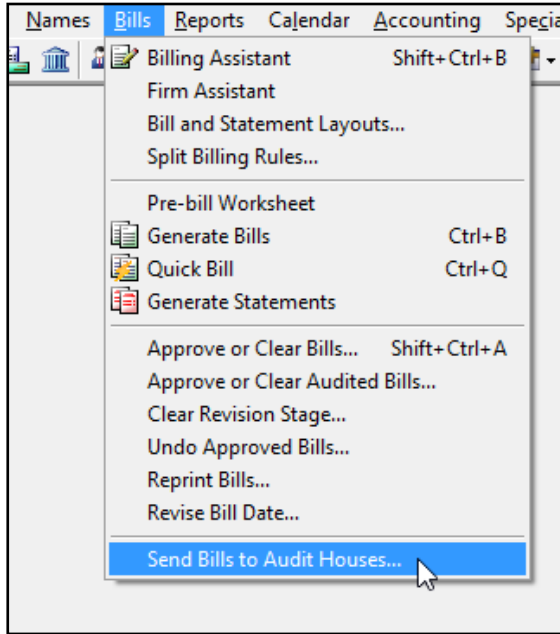 Names Bills Reports Calendar Accounting
Billing Assistant Shift+Ctrl+B
Firm Assistant
Bill and Statement Layouts...
Split Billing Rules...
Pre-bill Worksheet
Generate Bills Ctrl+B
Quick Bill Ctrl+Q
Generate Statements
Approve or Clear Bills... Shift+Ctrl+A
Approve or Clear Audited Bills...
Clear Revision Stage...
Undo Approved Bills...
Reprint Bills...
Revise Bill Date...
Send Bills to Audit Houses...